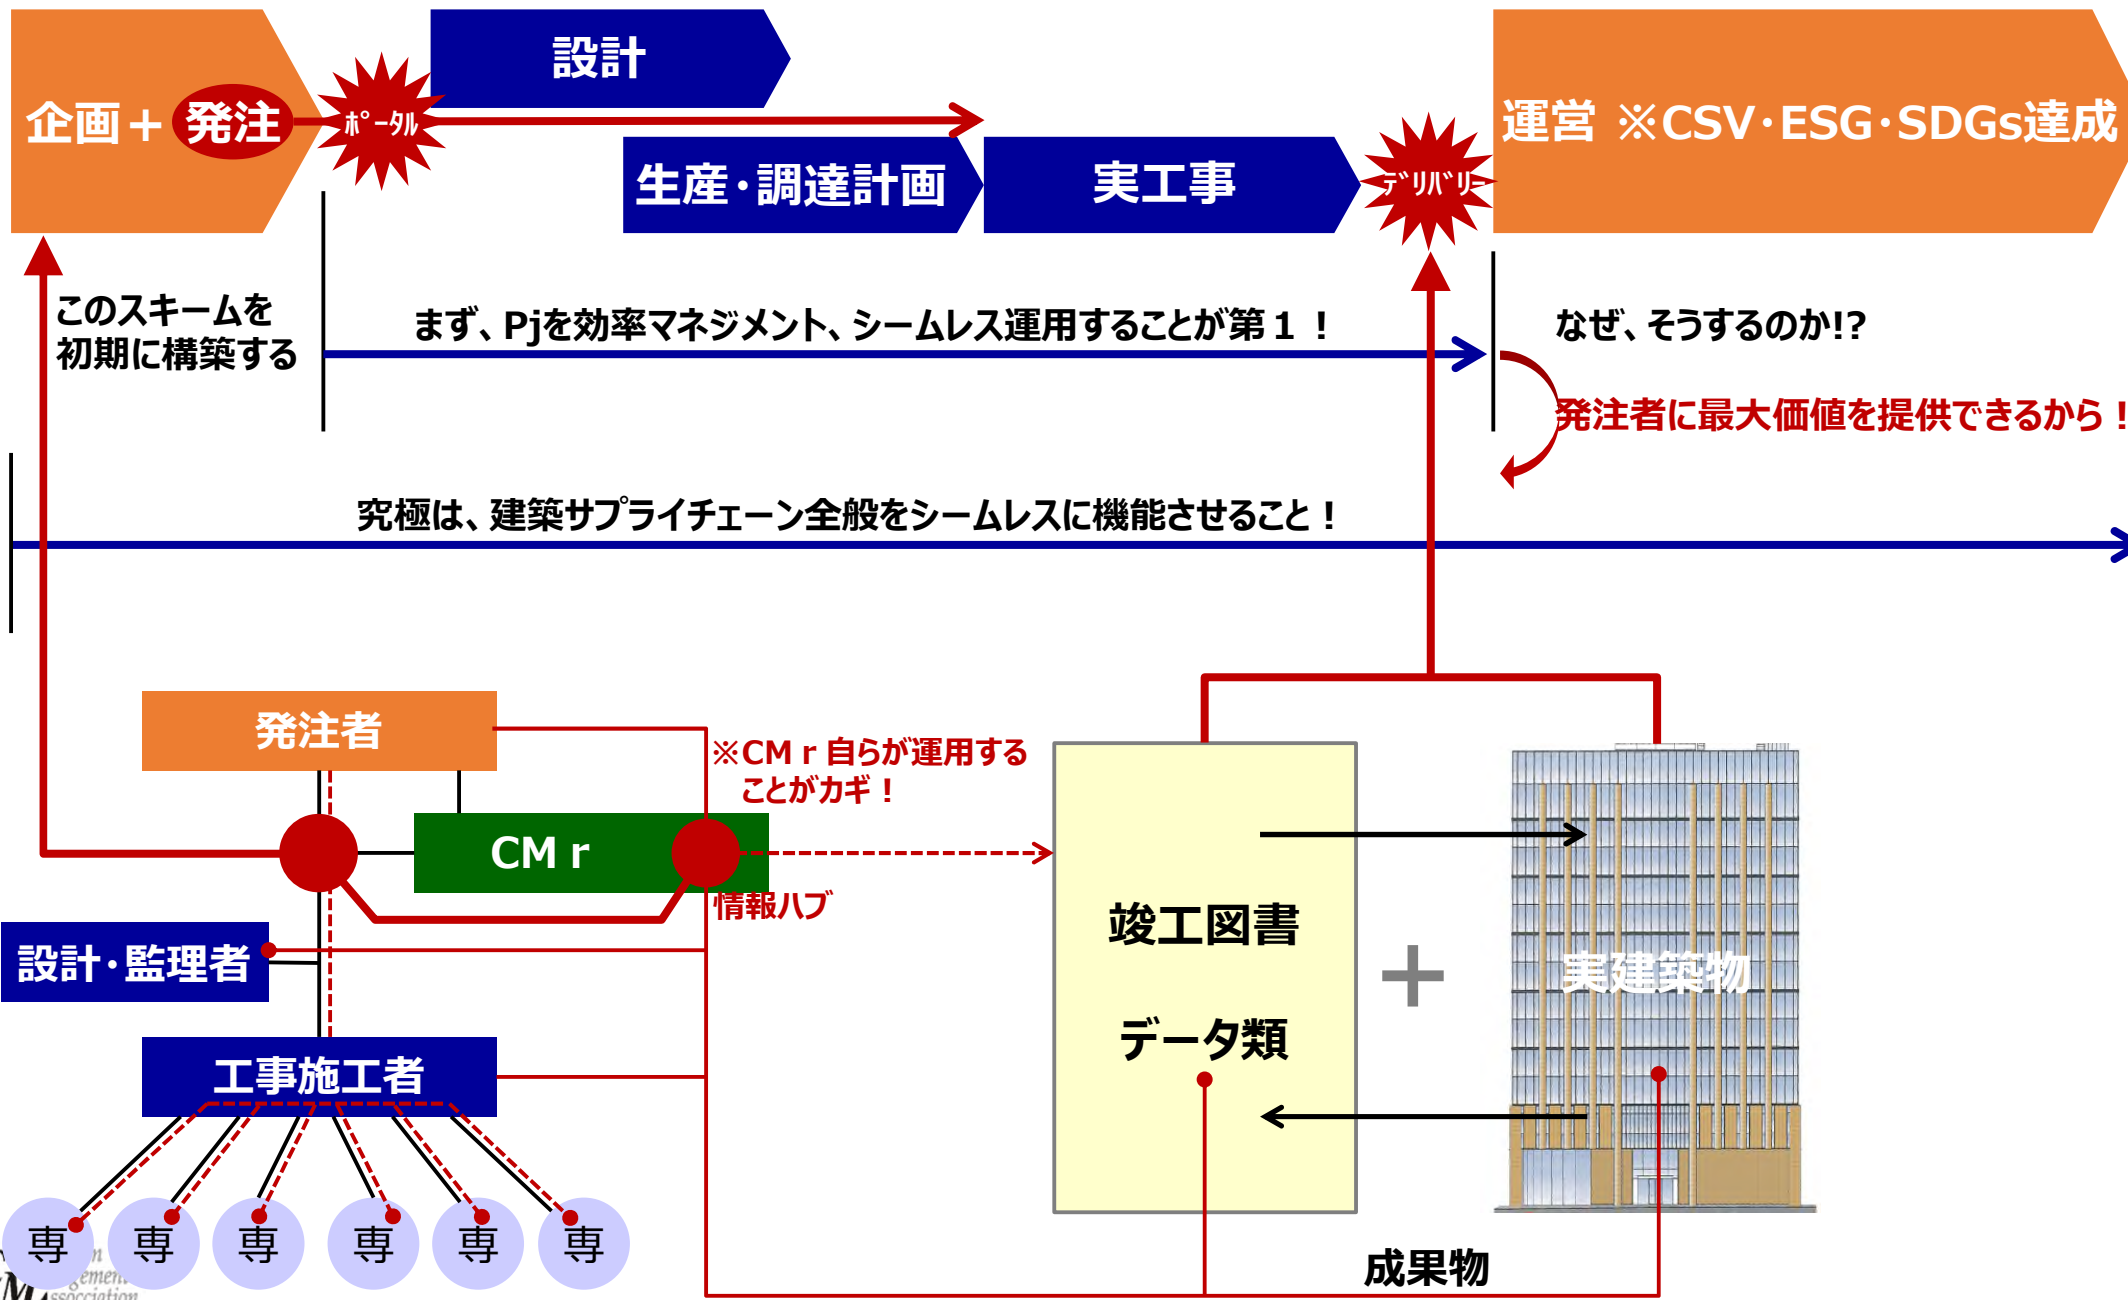 企画＋発注
ﾎﾟｰﾀﾙ
設計
生産･調達計画
実工事
ﾃﾞﾘﾊﾞﾘｰ
運営 ※CSV･ESG･SDGs達成
このスキームを
初期に構築する
まず、Pjを効率マネジメント、シームレス運用することが第１！
なぜ、そうするのか!?
発注者に最大価値を提供できるから！
究極は、建築サプライチェーン全般をシームレスに機能させること！
発注者
※CMｒ自らが運用する
ことがカギ！
CMｒ
情報ハブ
設計･監理者
工事施工者
専 専 専 専 専 専
竣工図書
データ類
＋
実建築物
成果物